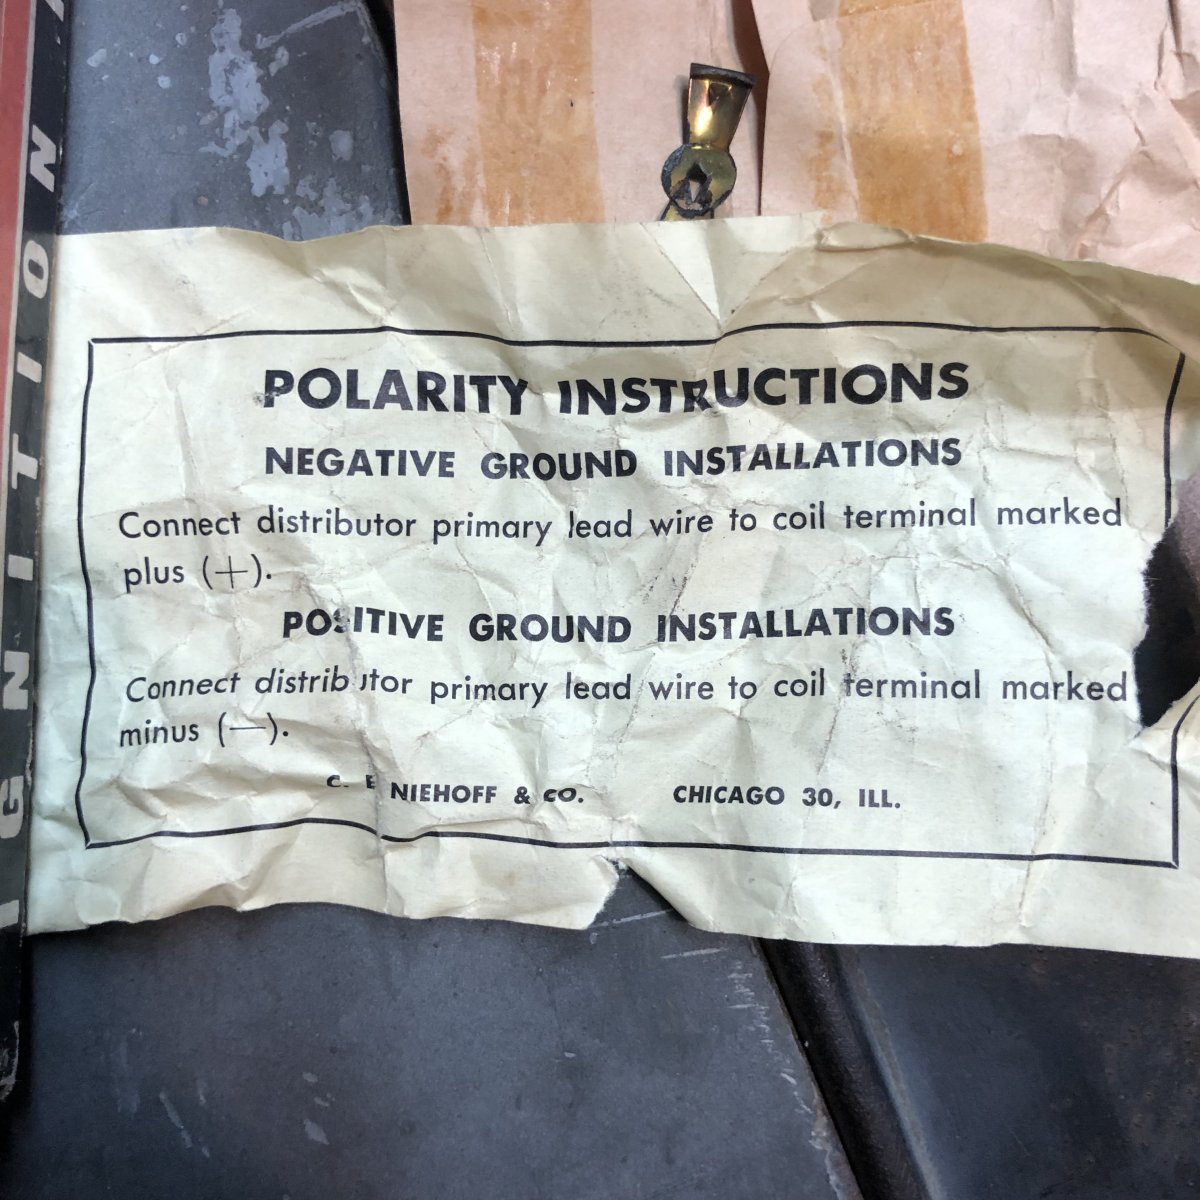 IGNITION
POLARITY INSTRUCTIONS
NEGATIVE GROUND INSTALLATIONS
Connect distributor primary lead wire to coil terminal marked
plus (+).
POSITIVE GROUND INSTALLATIONS
Connect distributor primary lead wire to coil terminal marked
minus (—).
C. E NIEHOFF & CO. CHICAGO 30, ILL.